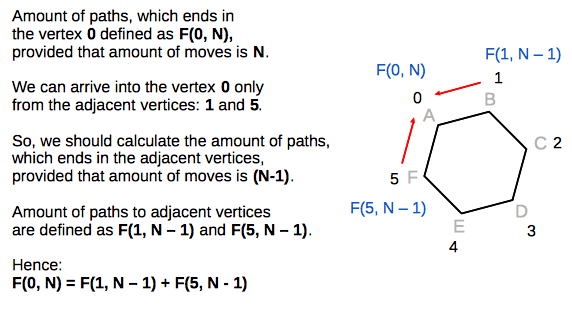 Amount of paths, which ends in
the vertex 0 defined as F(0, N),
provided that amount of moves is N.
We can arrive into the vertex 0 only
from the adjacent vertices: 1 and 5.
So, we should calculate the amount of paths,
which ends in the adjacent vertices,
provided that amount of moves is (N-1).
Amount of paths to adjacent vertices
are defined as F(1, N – 1) and F(5, N – 1).
Hence:
F(0, N) = F(1, N – 1) + F(5, N - 1)
F(1, N – 1)
F(0, N)
1
0
B
A
C 2
5 F
F(5, N – 1)
D
E
3
4